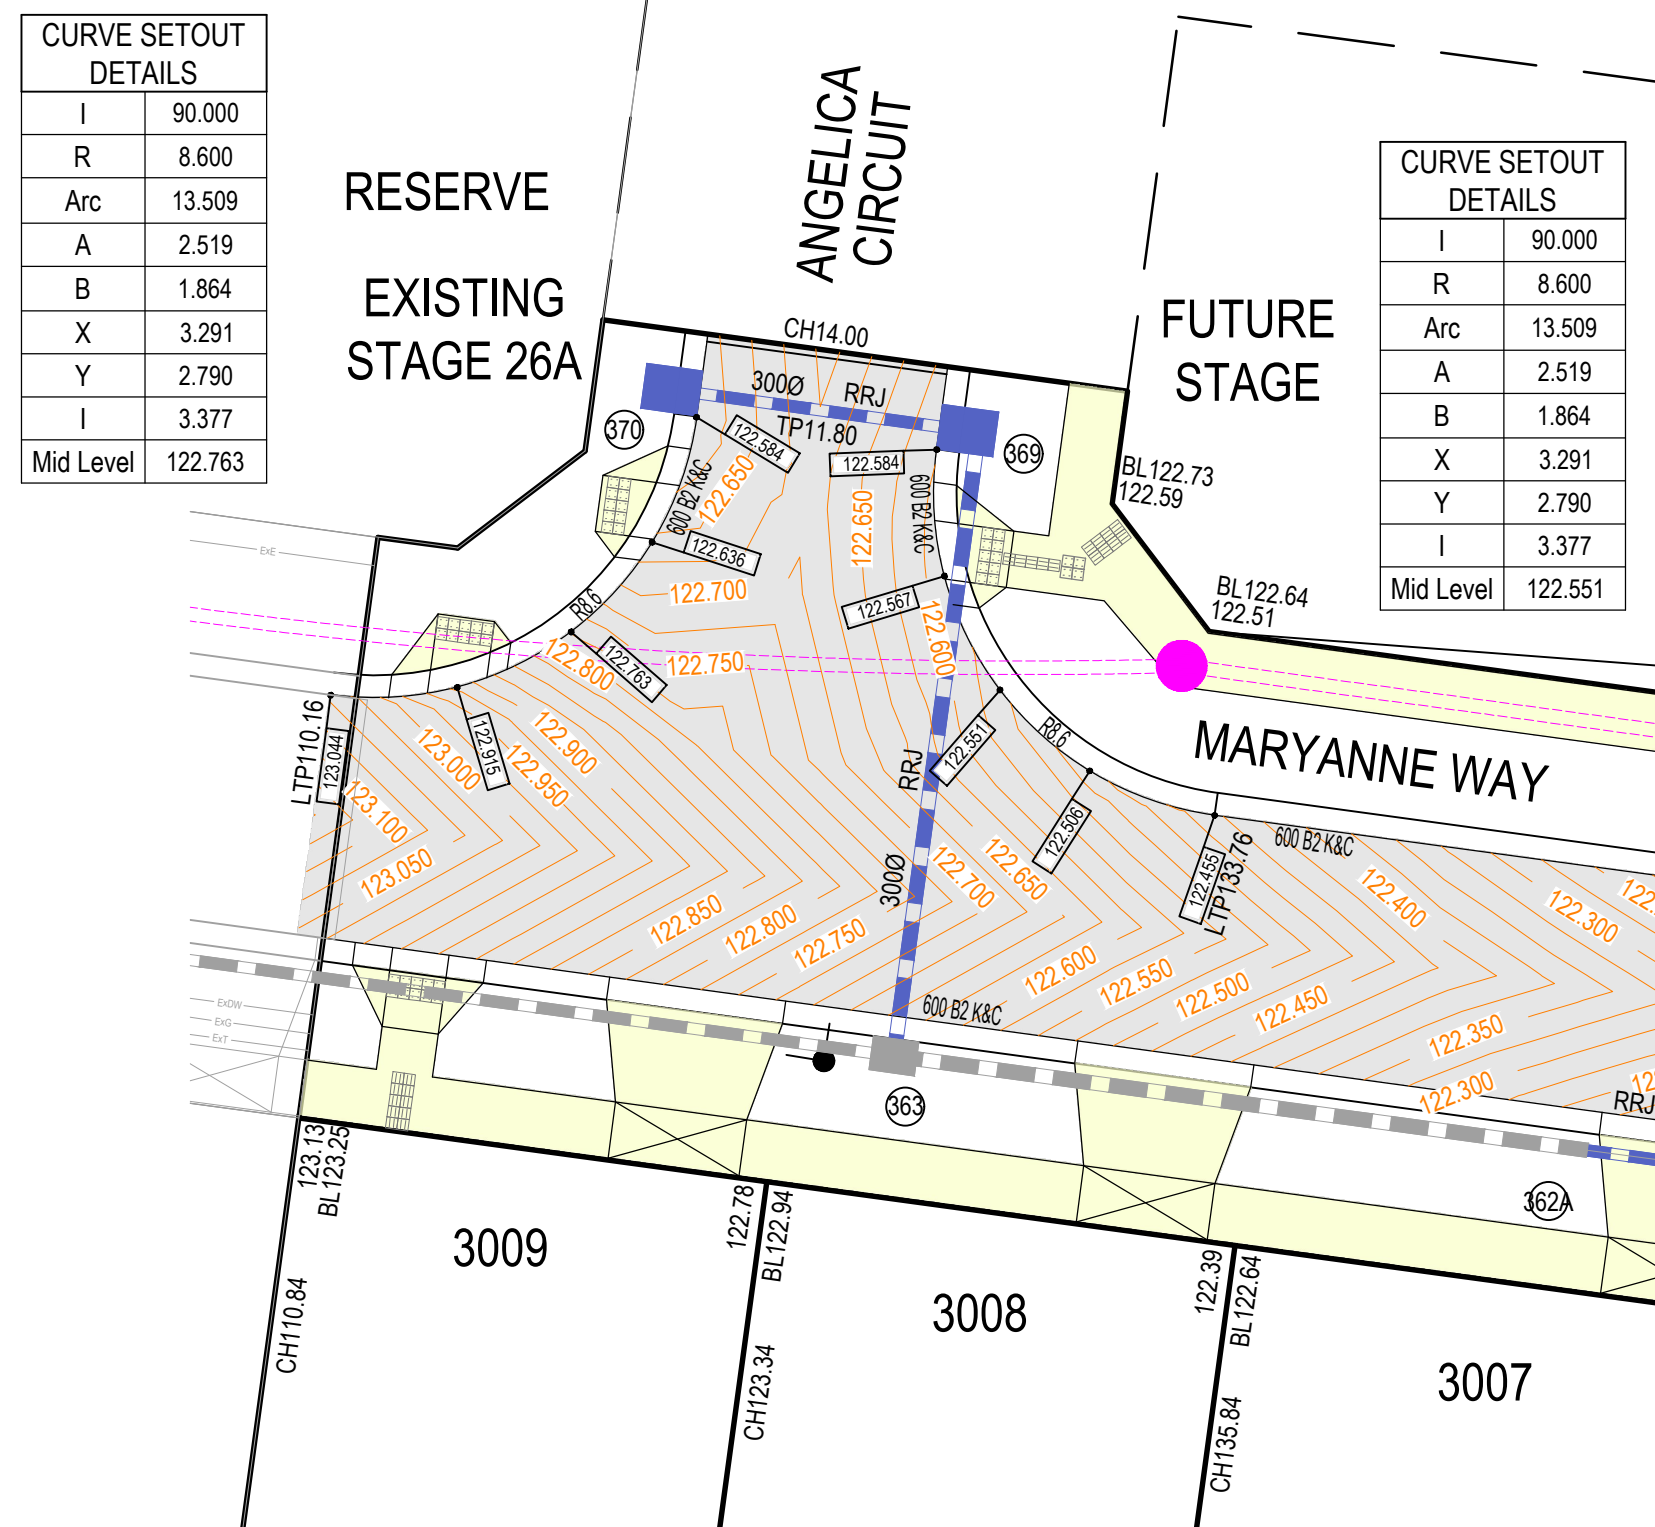 CURVE SETOUT
DETAILS
I 90.000
R 8.600
Arc 13.509
A 2.519
B 1.864
X 3.291
Y 2.790
I 3.377
Mid Level 122.763
RESERVE
EXISTING
STAGE 26A
ANGELICA
CIRCUIT
FUTURE
STAGE
CURVE SETOUT
DETAILS
I 90.000
R 8.600
Arc 13.509
A 2.519
B 1.864
X 3.291
Y 2.790
I 3.377
Mid Level 122.551
CH14.00
300Ø RRJ
TP11.80
370
369
122.584
122.584
600 B2 K&C
122.650
122.650
600 B2 K&C
BL122.73
122.59
122.636
122.700
122.567
122.600
BL122.64
122.51
ExE
R8.6
122.800
122.763
122.750
LTP110.16
123.044
122.915
123.000
122.900
122.950
123.100
123.050
RRJ
122.551
R8.6
MARYANNE WAY
122.506
122.455
LTP133.76
600 B2 K&C
300Ø
122.700
122.650
122.400
122.300
122.850
122.800
122.750
122.600
122.550
122.500
122.450
122.350
122.300
RRJ
600 B2 K&C
ExDW
ExG
ExT
363
362A
123.13
BL123.25
122.78
BL122.94
122.39
BL122.64
3009
3008
3007
CH110.84
CH123.34
CH135.84